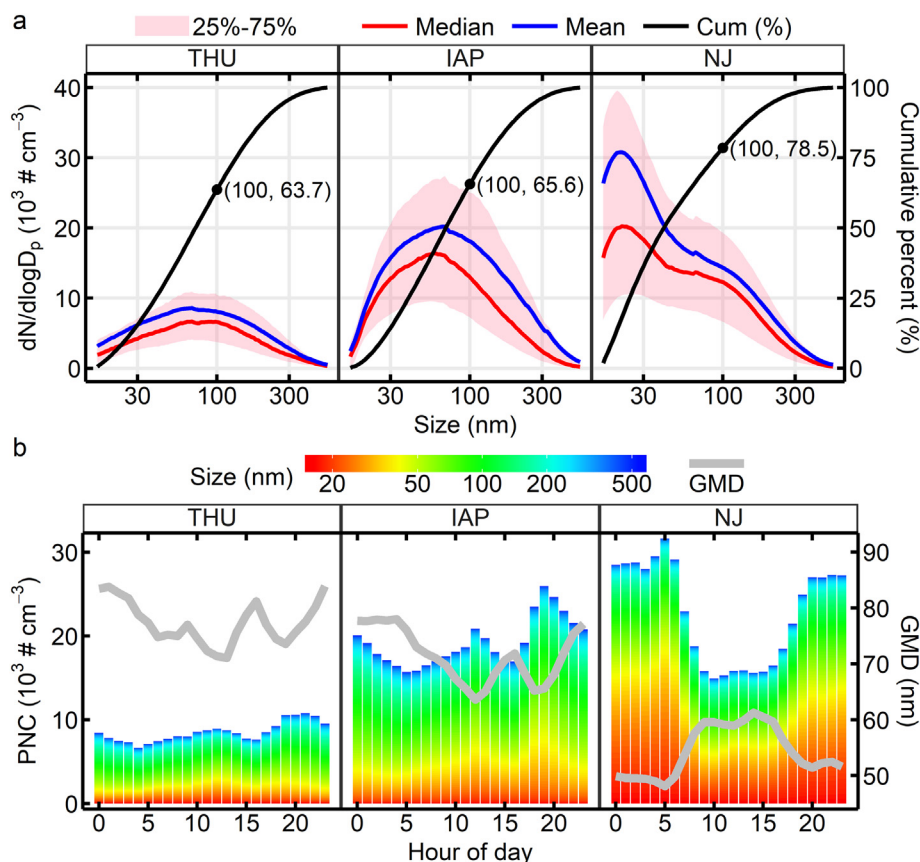 a
25%-75% Median Mean Cum (%)
THU IAP NJ
40 100
30 75
20 50
10 25
0 0
(100, 63.7) (100, 65.6) (100, 78.5)
dN/dlogDp (10³ # cm⁻³)
Cumulative percent (%)
30 100 300 30 100 300 30 100 300
Size (nm)
b
Size (nm) 20 50 100 200 500 GMD
THU IAP NJ
30 90
20 80
10 70
0 60
50
PNC (10³ # cm⁻³)
GMD (nm)
0 5 10 15 20 0 5 10 15 20 0 5 10 15 20
Hour of day